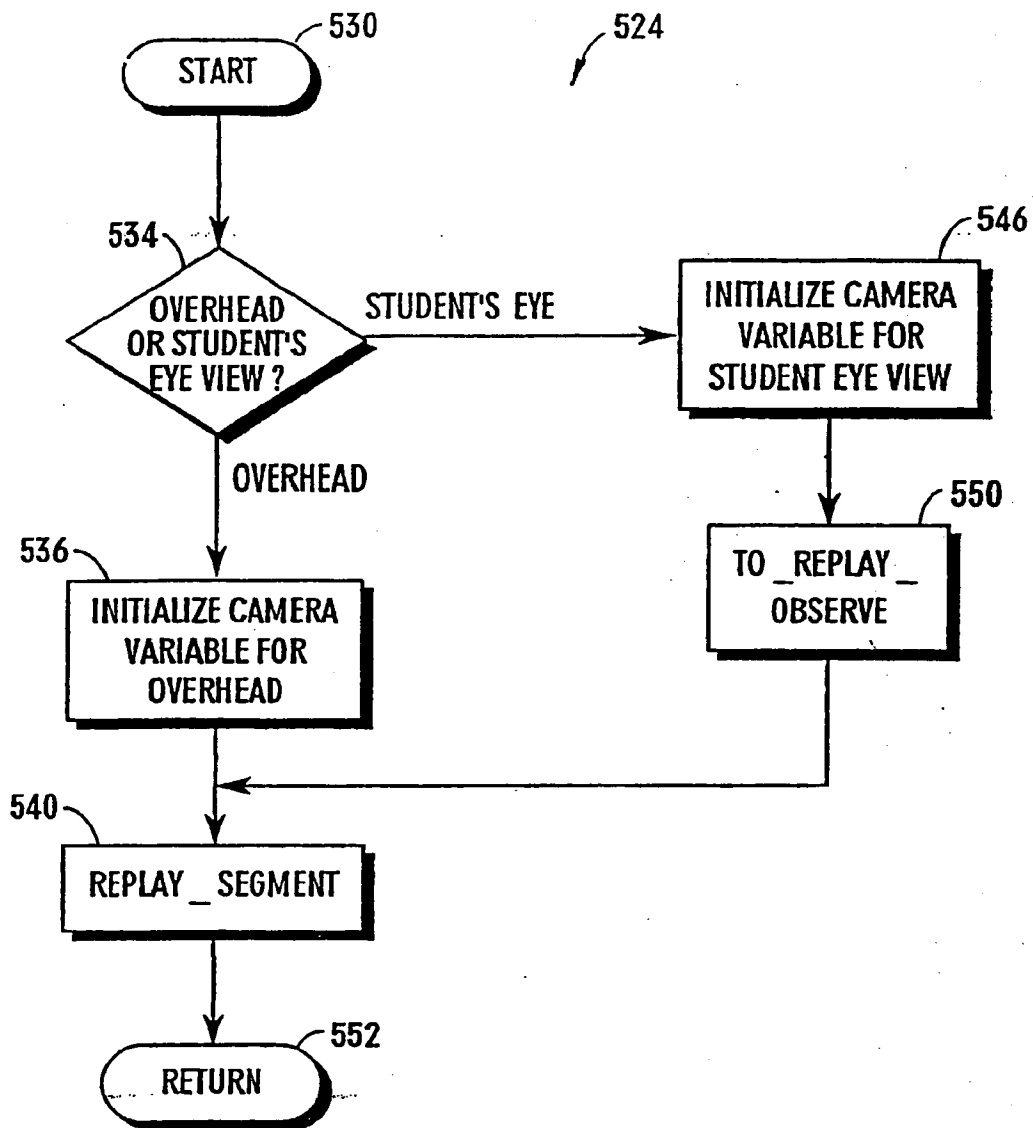 530
START
524
534
OVERHEAD
OR STUDENT'S
EYE VIEW ?
STUDENT'S EYE
546
INITIALIZE CAMERA
VARIABLE FOR
STUDENT EYE VIEW
OVERHEAD
550
TO _REPLAY_
OBSERVE
536
INITIALIZE CAMERA
VARIABLE FOR
OVERHEAD
540
REPLAY _ SEGMENT
552
RETURN